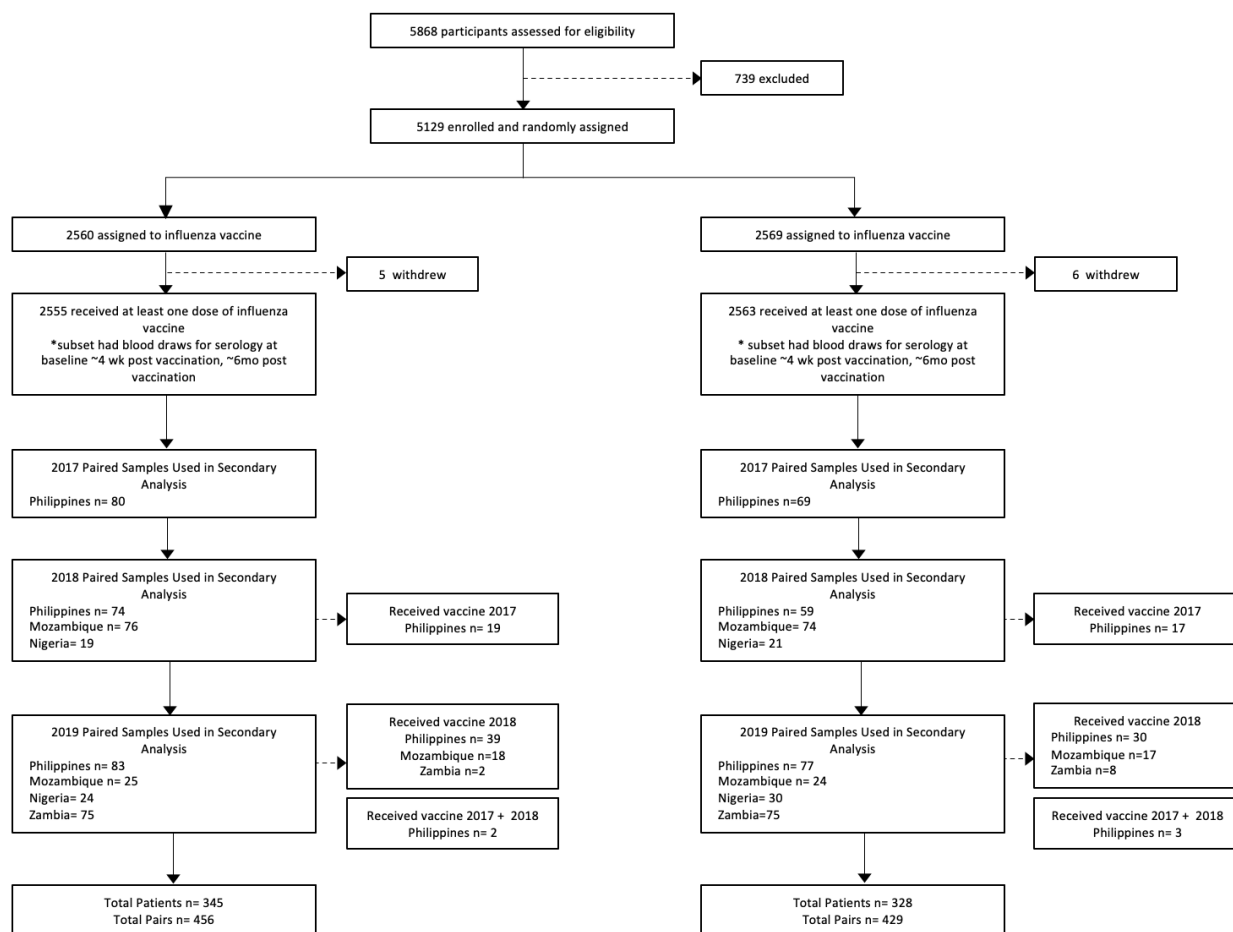 5868 participants assessed for eligibility
739 excluded
5129 enrolled and randomly assigned
2560 assigned to influenza vaccine
5  withdrew
2555 received at least one dose of influenza
vaccine
*subset had blood draws for serology at
baseline ~4 wk post vaccination, ~6mo post
vaccination
2017 Paired Samples Used in Secondary
Analysis
Philippines n= 80
2018 Paired Samples Used in Secondary
Analysis
Philippines n= 74
Mozambique n= 76
Nigeria= 19
Received vaccine 2017
Philippines n= 19
2019 Paired Samples Used in Secondary
Analysis
Philippines n= 83
Mozambique n= 25
Nigeria= 24
Zambia= 75
Received vaccine 2018
Philippines n= 39
Mozambique n=18
Zambia n=2
Received vaccine 2017 +  2018
Philippines n= 2
Total Patients n= 345
Total Pairs n= 456
2569 assigned to influenza vaccine
6  withdrew
2563 received at least one dose of influenza
vaccine
* subset had blood draws for serology at
baseline ~4 wk post vaccination, ~6mo post
vaccination
2017 Paired Samples Used in Secondary
Analysis
Philippines n=69
2018 Paired Samples Used in Secondary
Analysis
Philippines n= 59
Mozambique= 74
Nigeria= 21
Received vaccine 2017
Philippines n= 17
2019 Paired Samples Used in Secondary
Analysis
Philippines n= 77
Mozambique n= 24
Nigeria= 30
Zambia=75
Received vaccine 2018
Philippines n= 30
Mozambique n=17
Zambia n=8
Received vaccine 2017 +  2018
Philippines n= 3
Total Patients n= 328
Total Pairs n= 429